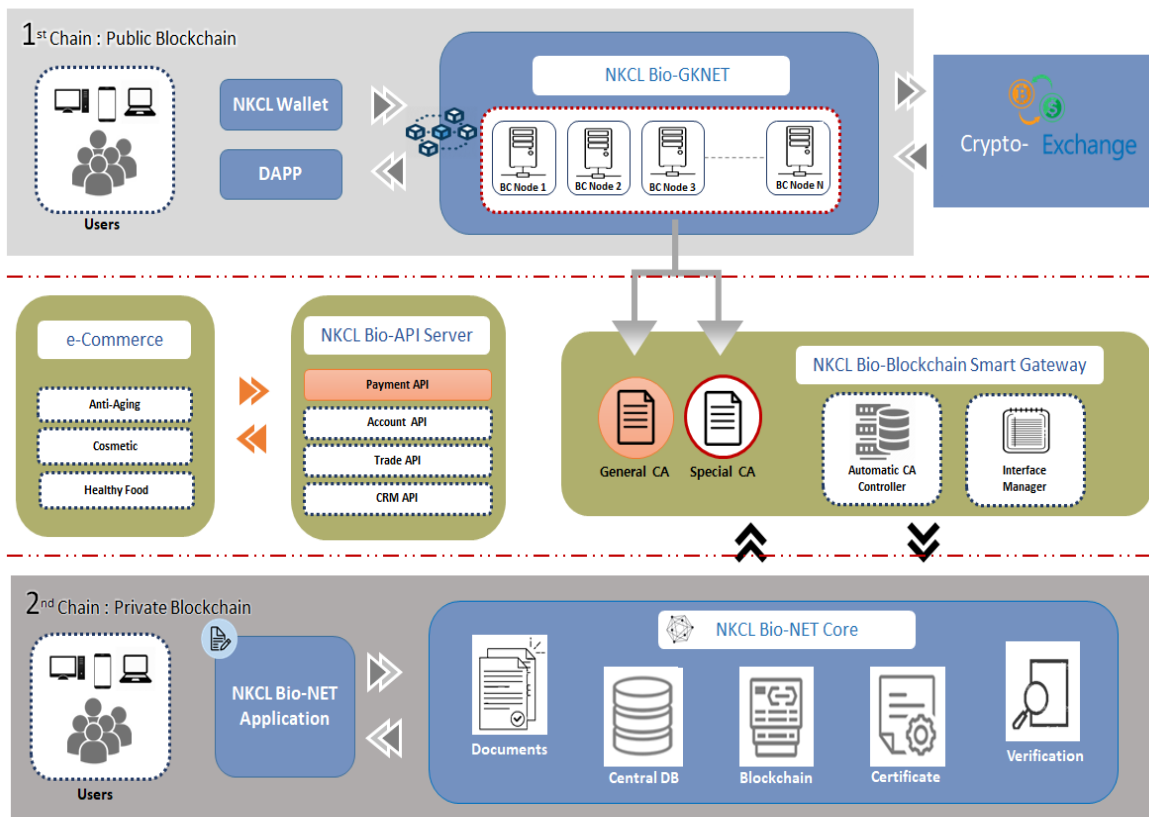 1st Chain : Public Blockchain
Users
NKCL Wallet
DAPP
NKCL Bio-GKNET
BC Node 1
BC Node 2
BC Node 3
BC Node N
Crypto- Exchange
e-Commerce
Anti-Aging
Cosmetic
Healthy Food
NKCL Bio-API Server
Payment API
Account API
Trade API
CRM API
NKCL Bio-Blockchain Smart Gateway
General CA
Special CA
Automatic CA
Controller
Interface
Manager
2nd Chain : Private Blockchain
Users
NKCL Bio-NET
Application
NKCL Bio-NET Core
Documents
Central DB
Blockchain
Certificate
Verification